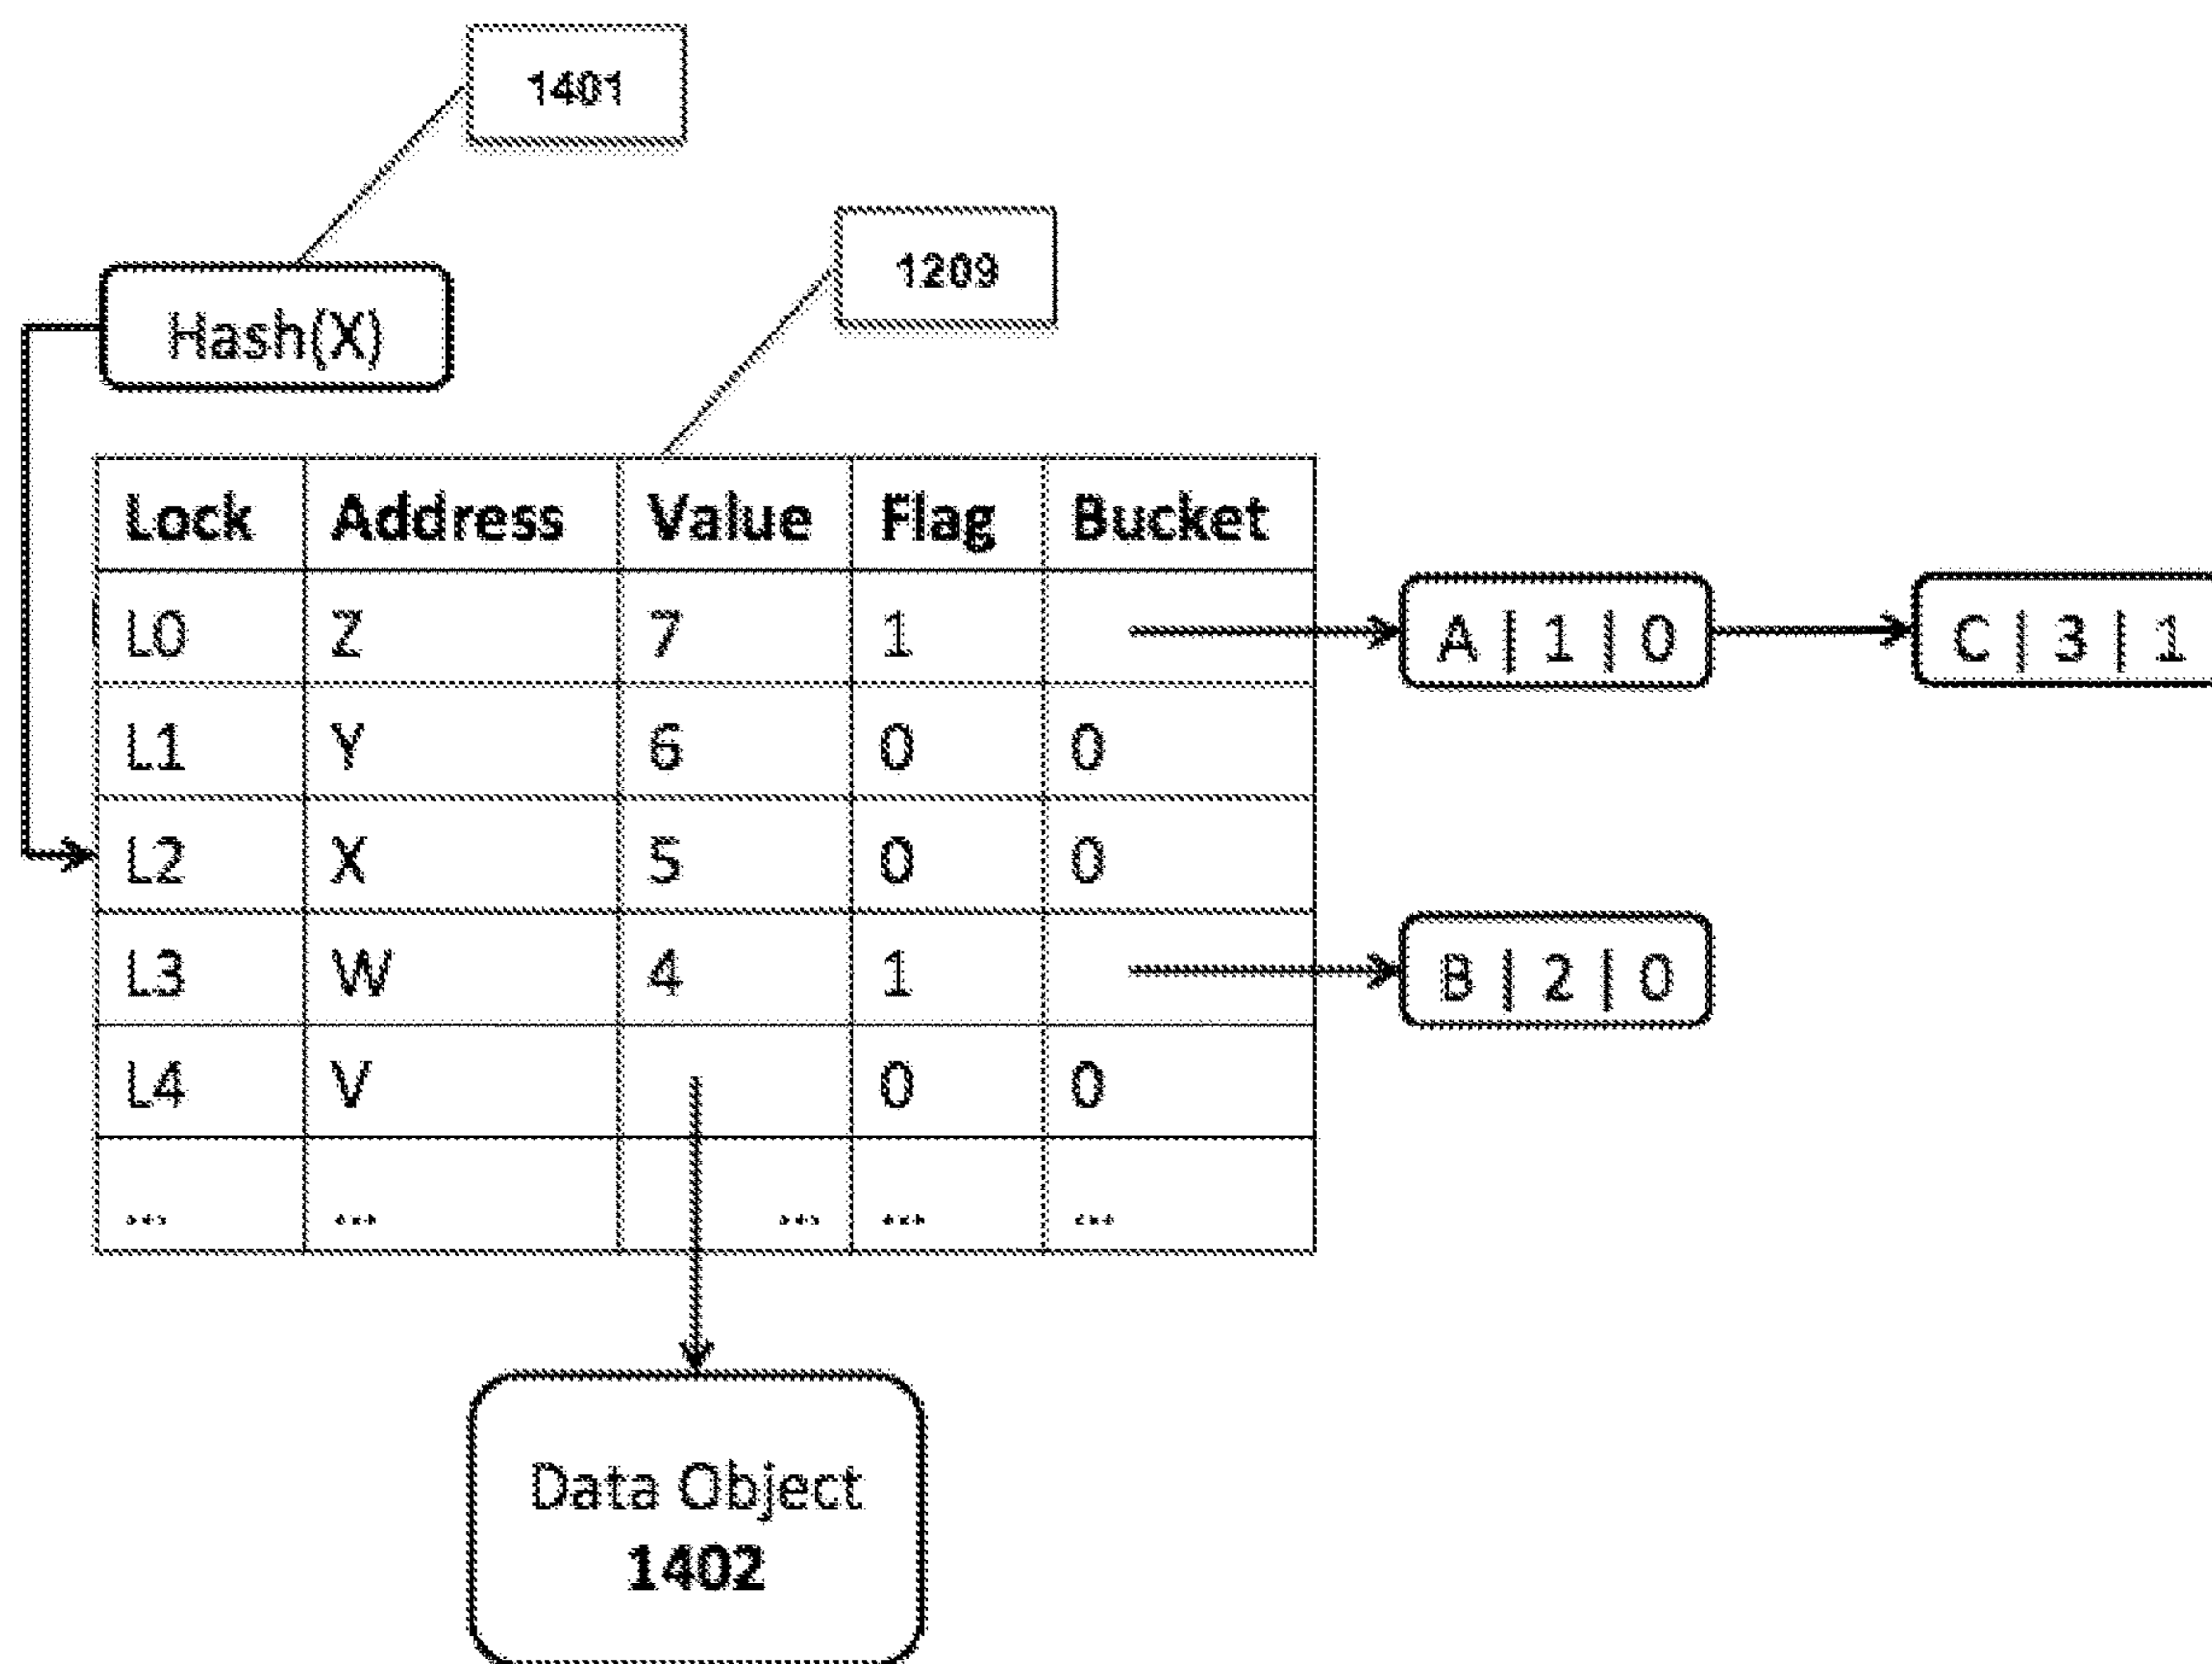 1401
1209
Hash(X)
Lock Address Value Flag Bucket
L0 Z 7 1
A | 1 | 0
C | 3 | 1
L1 Y 6 0 0
L2 X 5 0 0
L3 W 4 1
B | 2 | 0
L4 V 0 0
... ... ... ... ...
Data Object
1402